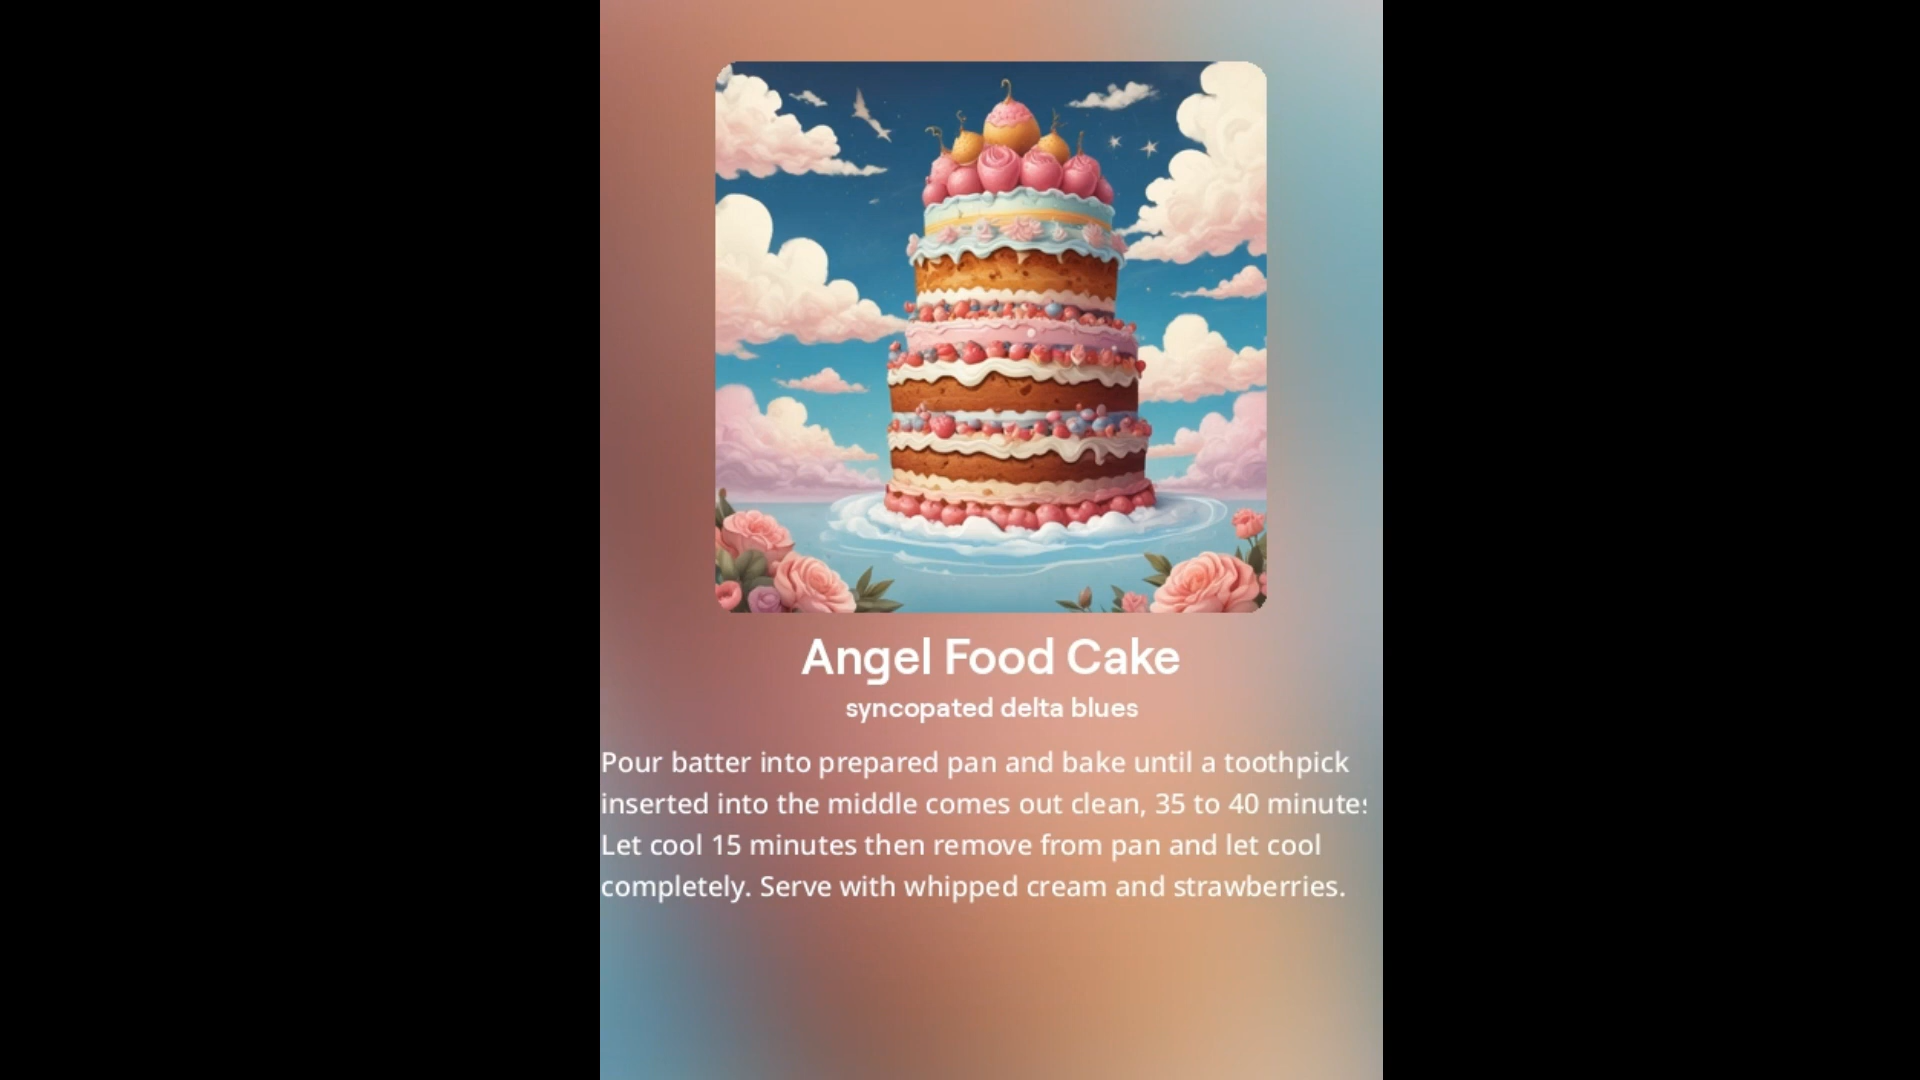 Angel Food Cake
syncopated delta blues
Pour batter into prepared pan and bake until a toothpick
inserted into the middle comes out clean, 35 to 40 minutes
Let cool 15 minutes then remove from pan and let cool
completely. Serve with whipped cream and strawberries.